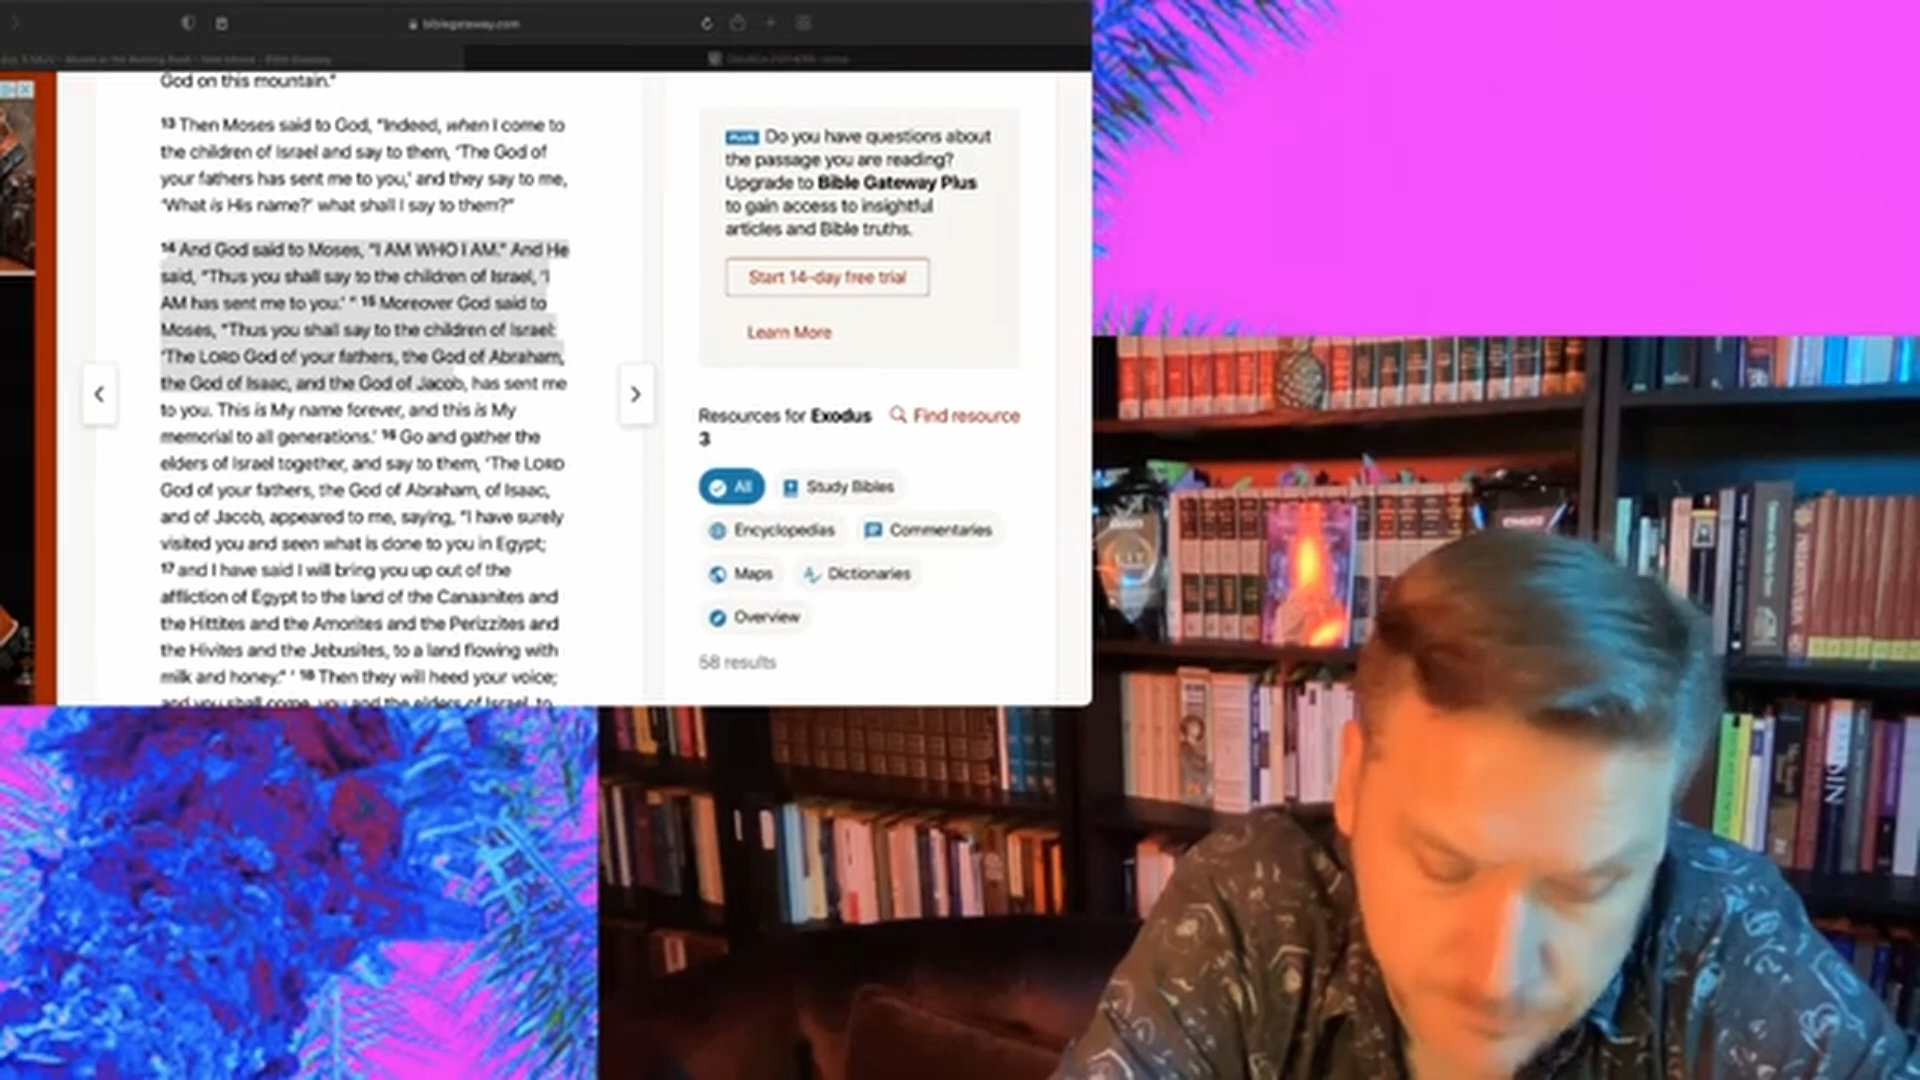 biblegateway.com
God on this mountain."
13 Then Moses said to God, "Indeed, when I come to
the children of Israel and say to them, 'The God of
your fathers has sent me to you,' and they say to me,
'What is His name?' what shall I say to them?"
14 And God said to Moses, "I AM WHO I AM." And He
said, "Thus you shall say to the children of Israel, 'I
AM has sent me to you.' " 15 Moreover God said to
Moses, "Thus you shall say to the children of Israel:
'The LORD God of your fathers, the God of Abraham,
the God of Isaac, and the God of Jacob, has sent me
to you. This is My name forever, and this is My
memorial to all generations.' 16 Go and gather the
elders of Israel together, and say to them, 'The LORD
God of your fathers, the God of Abraham, of Isaac,
and of Jacob, appeared to me, saying, "I have surely
visited you and seen what is done to you in Egypt;
17 and I have said I will bring you up out of the
affliction of Egypt to the land of the Canaanites and
the Hittites and the Amorites and the Perizzites and
the Hivites and the Jebusites, to a land flowing with
milk and honey." ' 18 Then they will heed your voice;
and you shall come, you and the elders of Israel, to
PLUS Do you have questions about
the passage you are reading?
Upgrade to Bible Gateway Plus
to gain access to insightful
articles and Bible truths.
Start 14-day free trial
Learn More
Resources for Exodus
3
Find resource
All
Study Bibles
Encyclopedias
Commentaries
Maps
Dictionaries
Overview
58 results